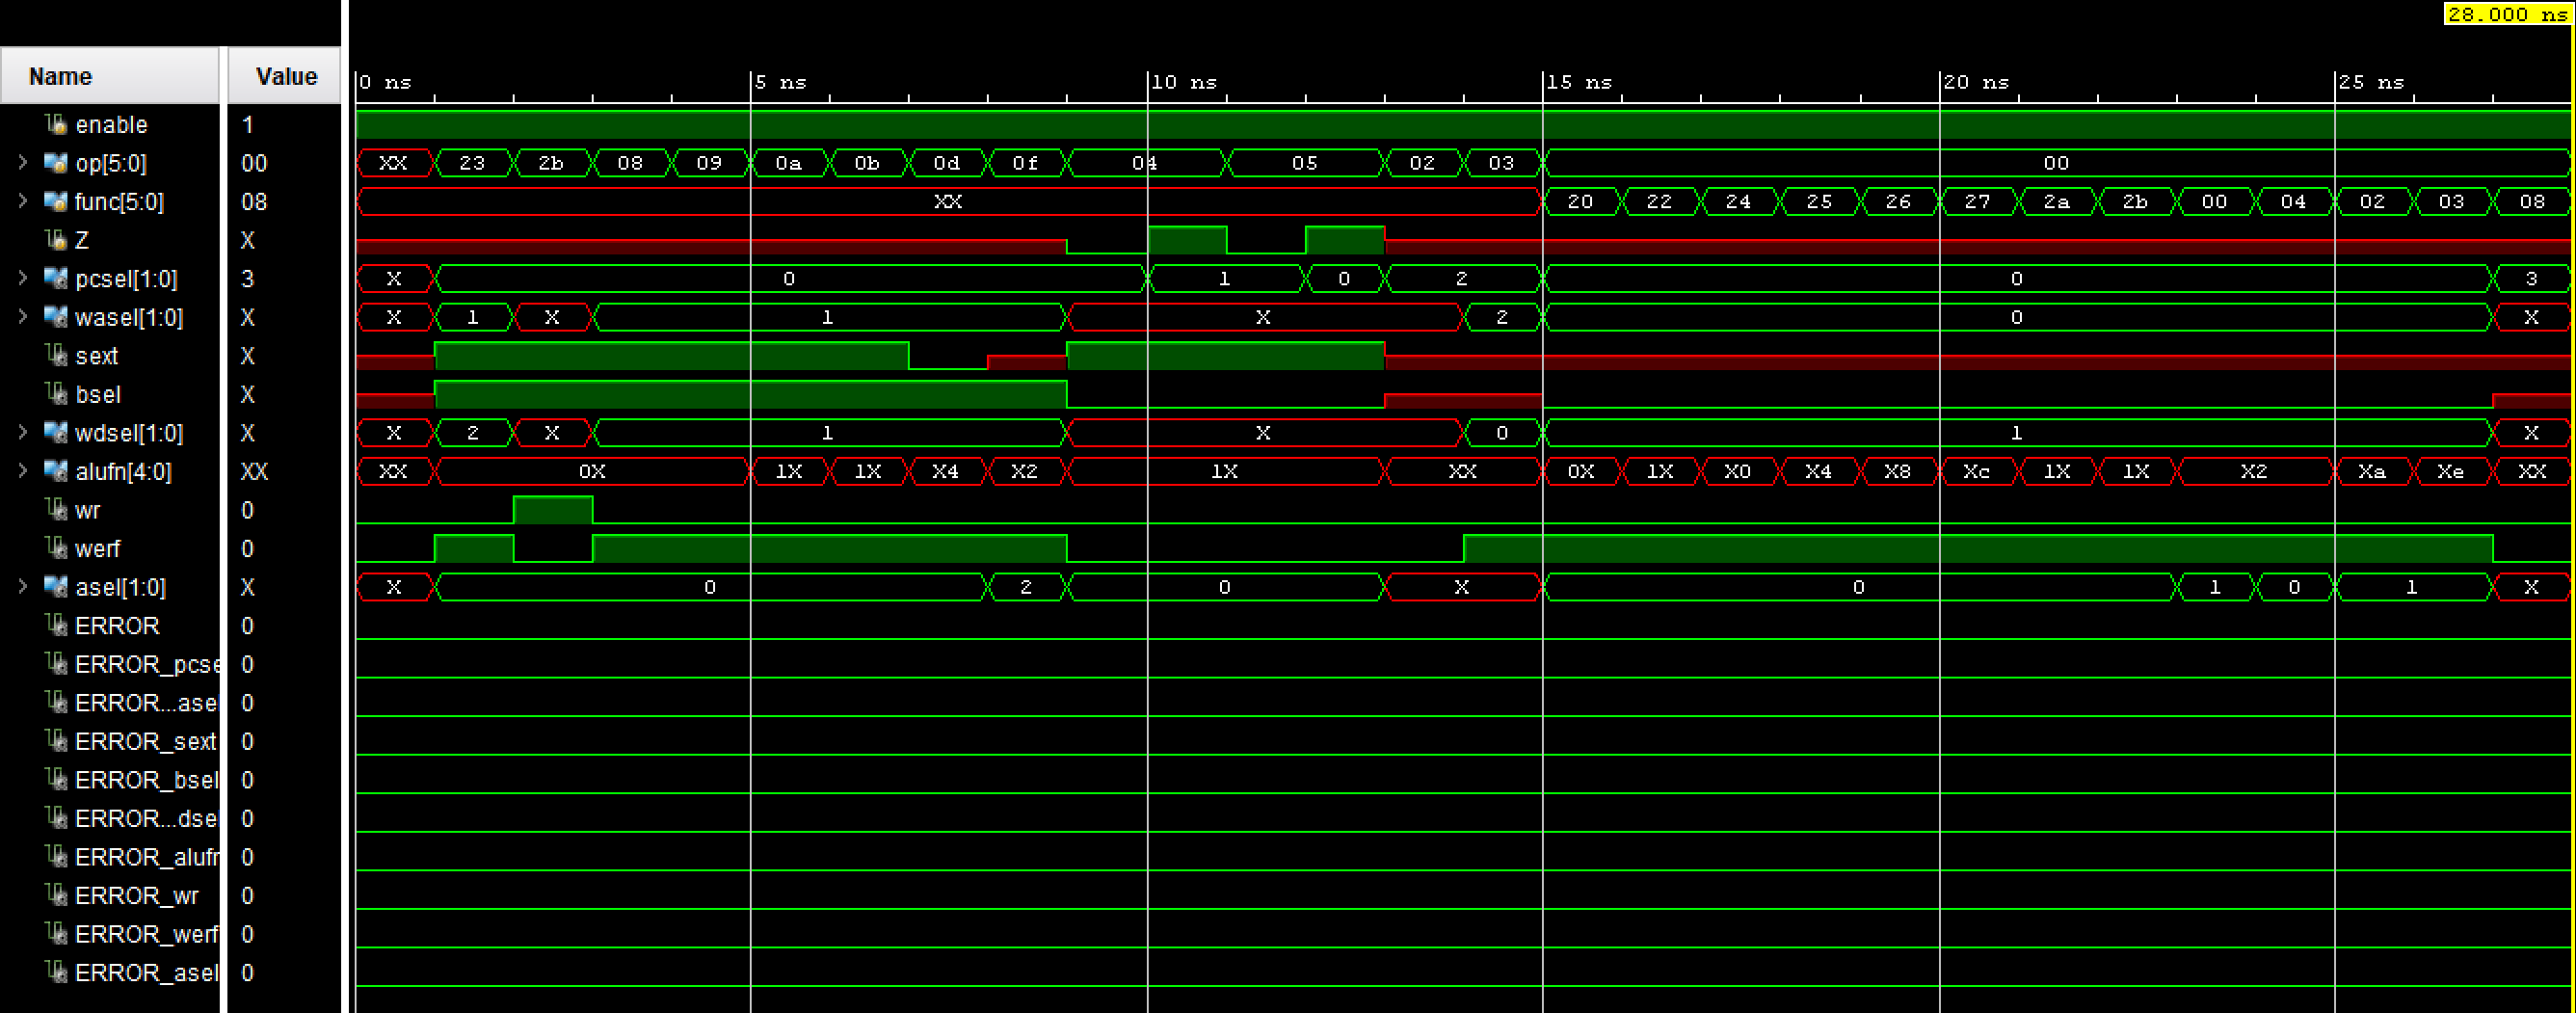 28.000 ns
Name Value
0 ns 5 ns 10 ns 15 ns 20 ns 25 ns
enable 1
op[5:0] 00 XX 23 2b 08 09 0a 0b 0d 0f 04 05 02 03 00
func[5:0] 08 XX 20 22 24 25 26 27 2a 2b 00 04 02 03 08
Z X
pcsel[1:0] 3 X 0 1 0 2 0 3
wasel[1:0] X X 1 X 1 X 2 0 X
sext X
bsel X
wdsel[1:0] X X 2 X 1 X 0 1 X
alufn[4:0] XX XX 0X 1X 1X X4 X2 1X XX 0X 1X X0 X4 X8 Xc 1X 1X X2 Xa Xe XX
wr 0
werf 0
asel[1:0] X X 0 2 0 X 0 1 0 1 X
ERROR 0
ERROR_pcse 0
ERROR...asel 0
ERROR_sext 0
ERROR_bsel 0
ERROR...dsel 0
ERROR_alufn 0
ERROR_wr 0
ERROR_werf 0
ERROR_asel 0